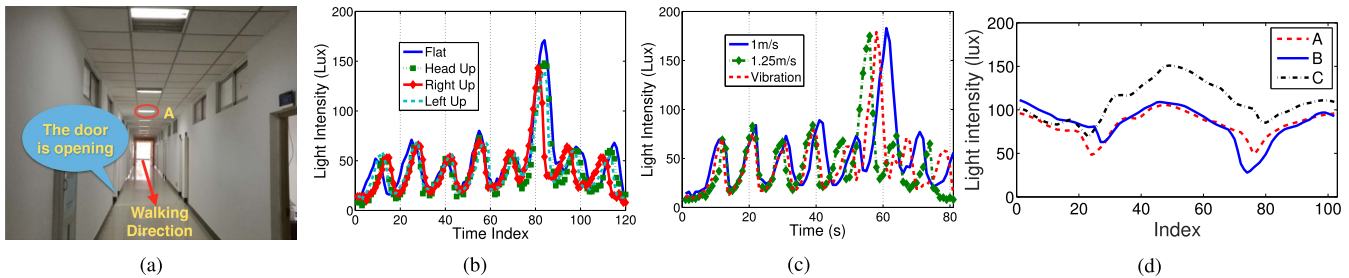 A
The door
is opening
Walking
Direction
(a)
Light Intensity (Lux)
200
150
100
50
0
Flat
Head Up
Right Up
Left Up
0
20
40
60
80
100
120
Time Index
(b)
Light Intensity (Lux)
200
150
100
50
0
1m/s
1.25m/s
Vibration
0
20
40
60
80
Time (s)
(c)
Light intensity (Lux)
200
150
100
50
0
A
B
C
0
20
40
60
80
100
Index
(d)